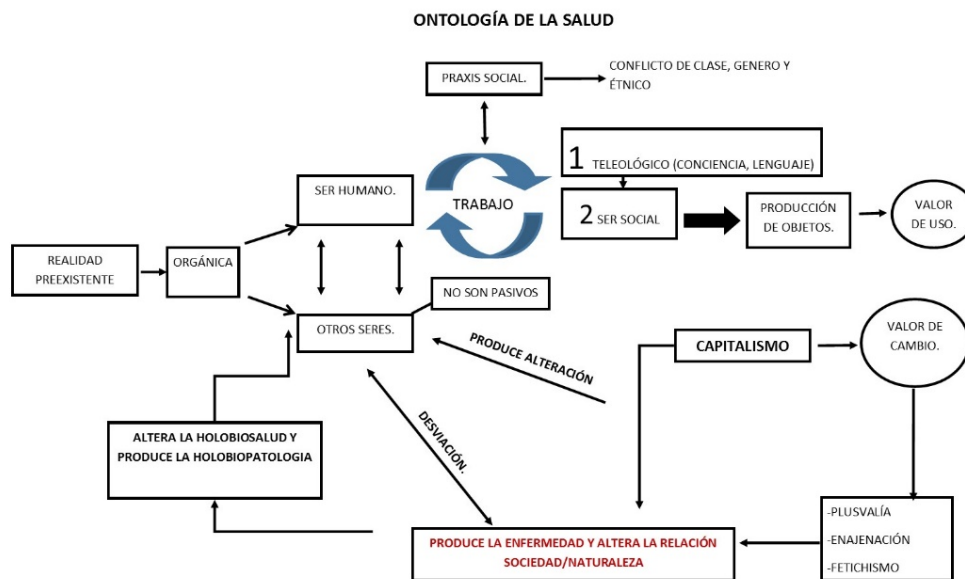 ONTOLOGÍA DE LA SALUD
PRAXIS SOCIAL.
CONFLICTO DE CLASE, GENERO Y
ÉTNICO
1 TELEOLÓGICO (CONCIENCIA, LENGUAJE)
SER HUMANO.
TRABAJO
2 SER SOCIAL
PRODUCCIÓN
DE OBJETOS.
VALOR
DE USO.
REALIDAD
PREEXISTENTE
ORGÁNICA
NO SON PASIVOS
OTROS SERES.
PRODUCE ALTERACIÓN
CAPITALISMO
VALOR DE
CAMBIO.
DESVIACIÓN.
ALTERA LA HOLOBIOSALUD Y
PRODUCE LA HOLOBIOPATOLOGIA
PRODUCE LA ENFERMEDAD Y ALTERA LA RELACIÓN
SOCIEDAD/NATURALEZA
-PLUSVALÍA
-ENAJENACIÓN
-FETICHISMO